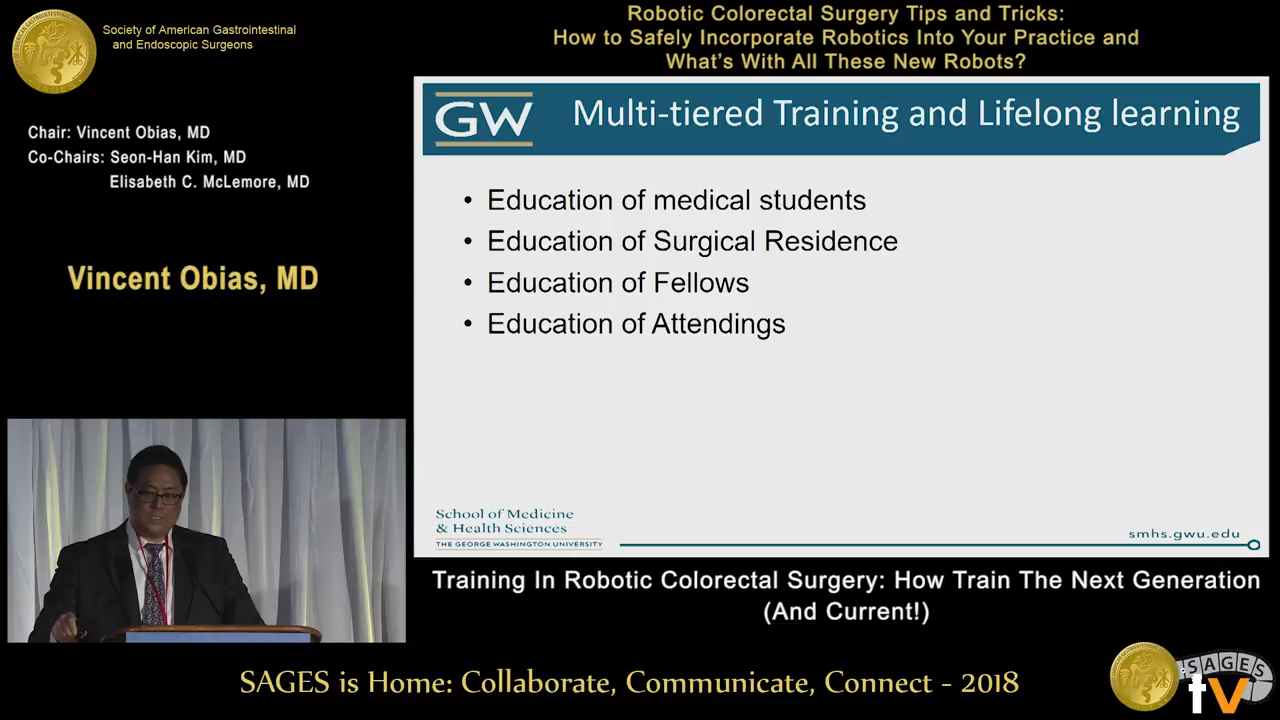 Society of American Gastrointestinal
and Endoscopic Surgeons
Robotic Colorectal Surgery Tips and Tricks:
How to Safely Incorporate Robotics Into Your Practice and
What's With All These New Robots?
Chair: Vincent Obias, MD
Co-Chairs: Seon-Han Kim, MD
Elisabeth C. McLemore, MD
Vincent Obias, MD
GW
Multi-tiered Training and Lifelong learning
• Education of medical students
• Education of Surgical Residence
• Education of Fellows
• Education of Attendings
School of Medicine
& Health Sciences
THE GEORGE WASHINGTON UNIVERSITY
smhs.gwu.edu
Training In Robotic Colorectal Surgery: How Train The Next Generation
(And Current!)
SAGES is Home: Collaborate, Communicate, Connect - 2018
SAGES
tv